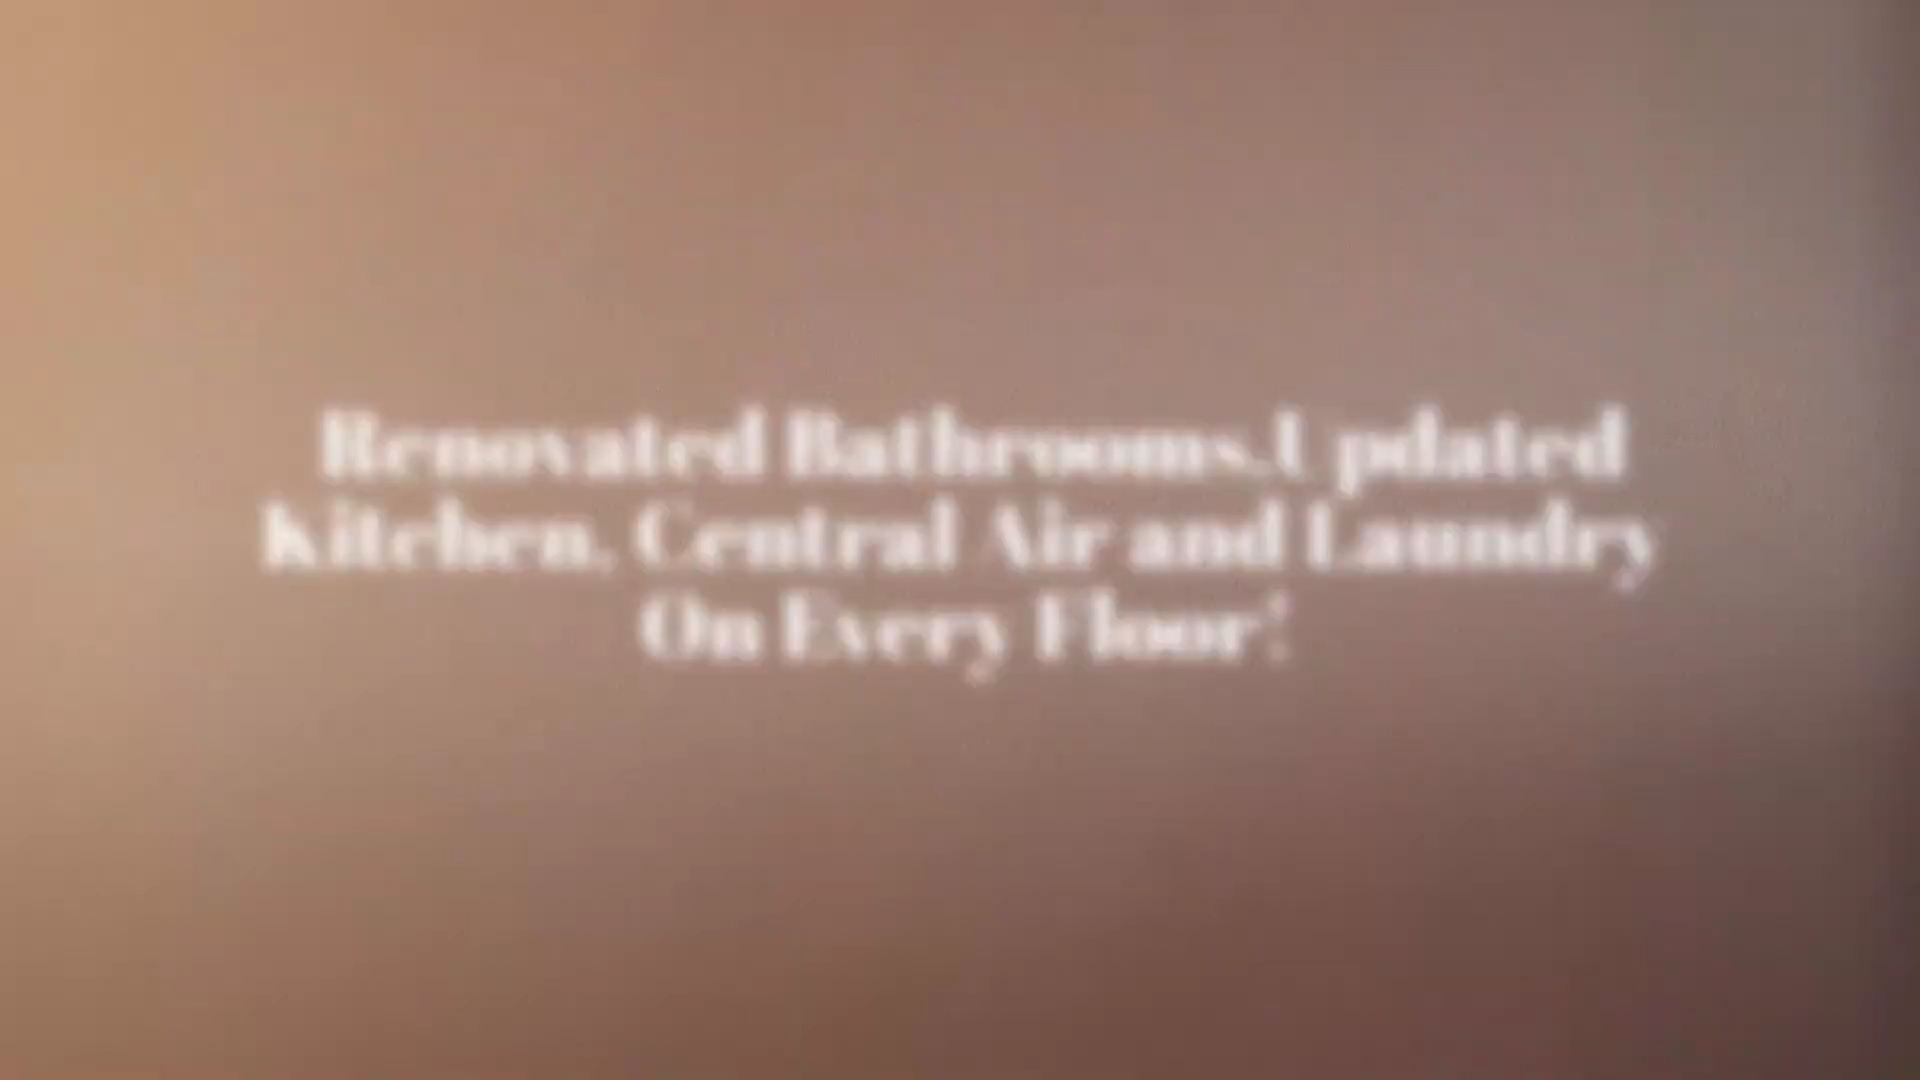 Renovated Bathrooms,Updated
Kitchen, Central Air and Laundry
On Every Floor!